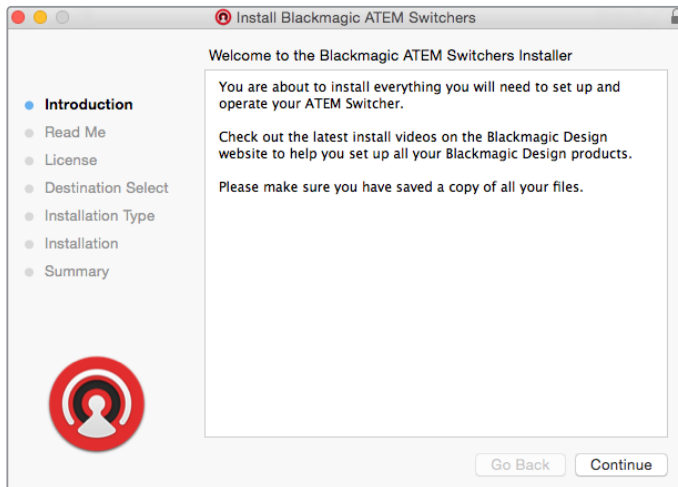 Install Blackmagic ATEM Switchers
Welcome to the Blackmagic ATEM Switchers Installer
Introduction
Read Me
License
Destination Select
Installation Type
Installation
Summary
You are about to install everything you will need to set up and
operate your ATEM Switcher.
Check out the latest install videos on the Blackmagic Design
website to help you set up all your Blackmagic Design products.
Please make sure you have saved a copy of all your files.
Go Back
Continue